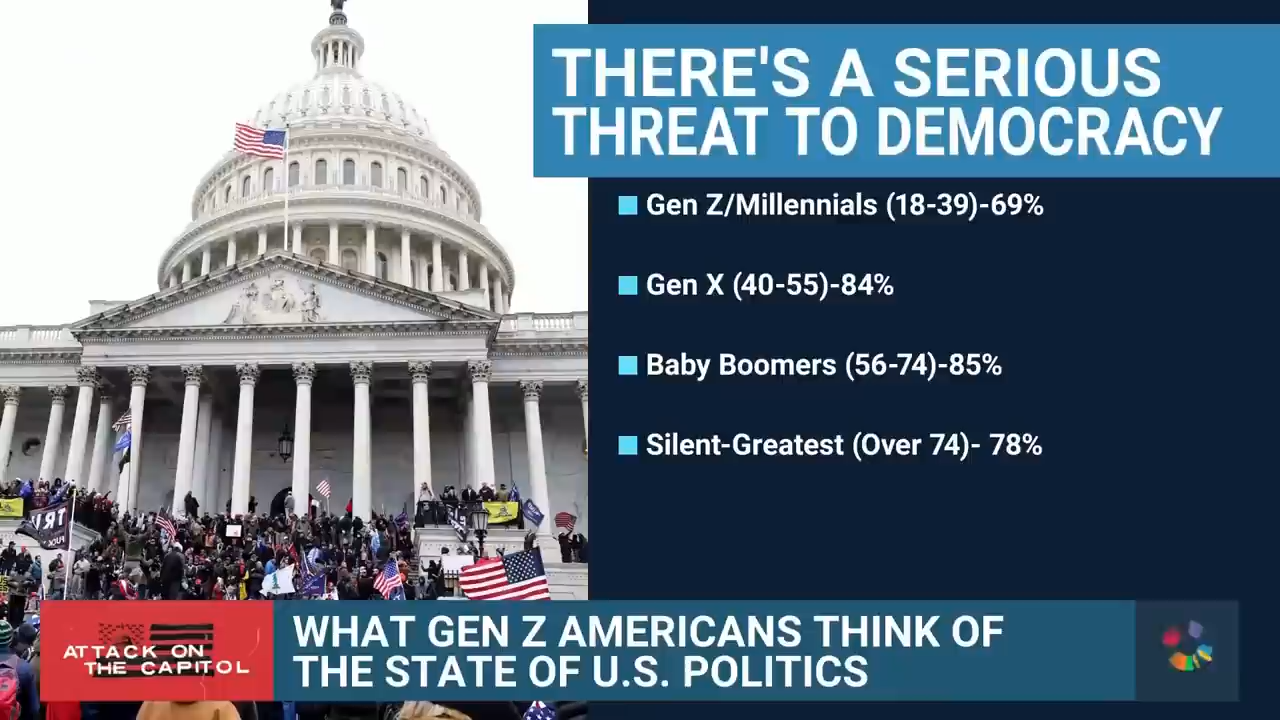 THERE'S A SERIOUS
THREAT TO DEMOCRACY
Gen Z/Millennials (18-39)-69%
Gen X (40-55)-84%
Baby Boomers (56-74)-85%
Silent-Greatest (Over 74)- 78%
ATTACK ON
THE CAPITOL
WHAT GEN Z AMERICANS THINK OF
THE STATE OF U.S. POLITICS